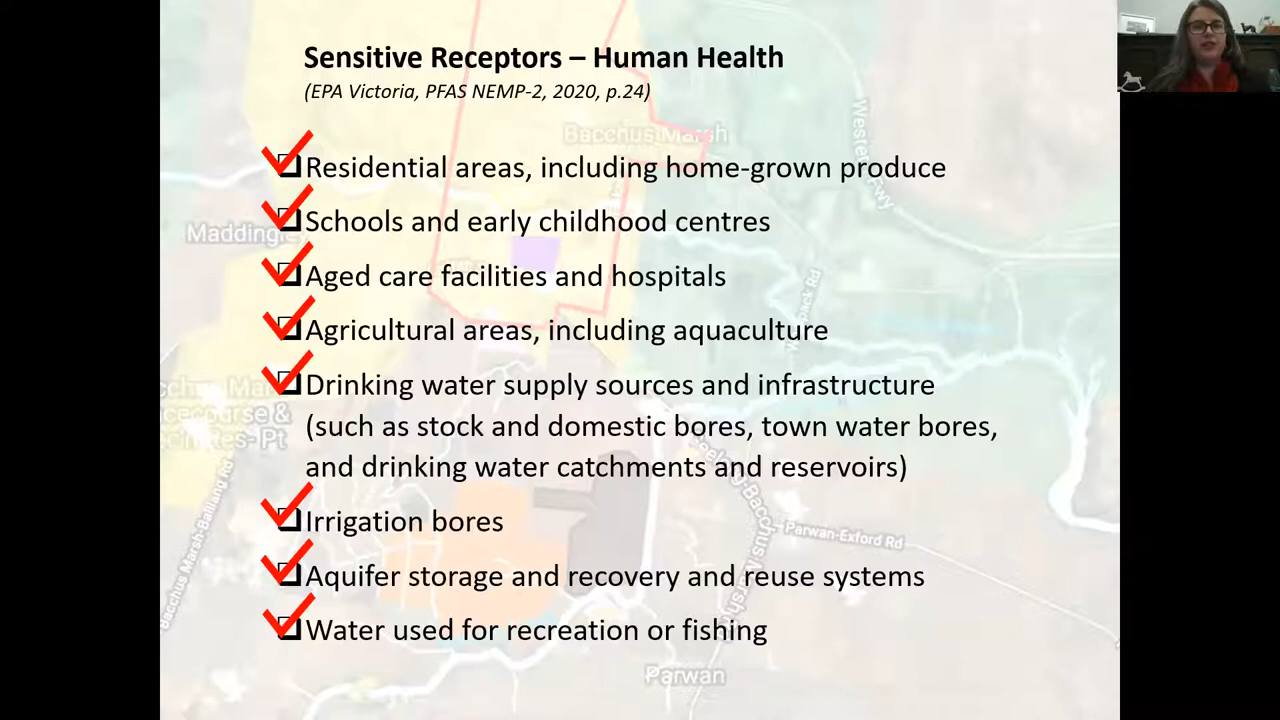 Sensitive Receptors – Human Health
(EPA Victoria, PFAS NEMP-2, 2020, p.24)
Bacchus Marsh
Residential areas, including home-grown produce
Schools and early childhood centres
Maddingle
Aged care facilities and hospitals
Agricultural areas, including aquaculture
Drinking water supply sources and infrastructure
(such as stock and domestic bores, town water bores,
and drinking water catchments and reservoirs)
Irrigation bores
Parwan-Exford Rd
Aquifer storage and recovery and reuse systems
Water used for recreation or fishing
Parwan